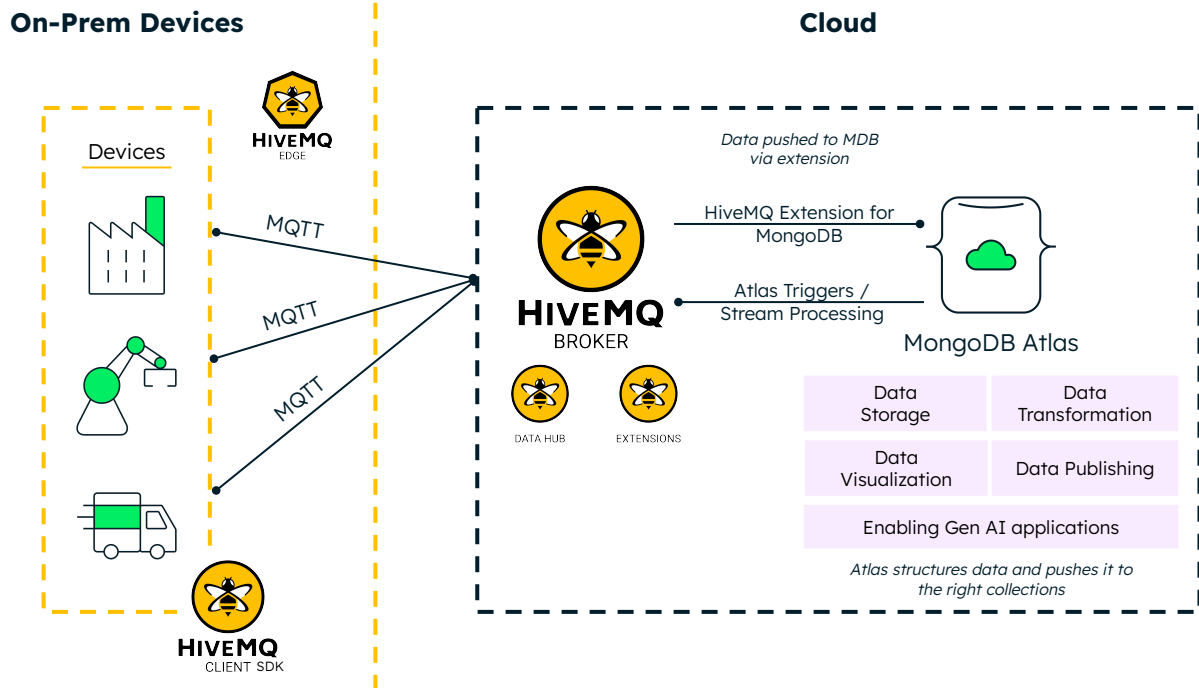 On-Prem Devices
Cloud
HIVEMQ
EDGE
Devices
MQTT
MQTT
MQTT
HIVEMQ
CLIENT SDK
Data pushed to MDB
via extension
HiveMQ Extension for
MongoDB
Atlas Triggers /
Stream Processing
HIVEMQ
BROKER
DATA HUB
EXTENSIONS
MongoDB Atlas
Data
Storage
Data
Transformation
Data
Visualization
Data Publishing
Enabling Gen AI applications
Atlas structures data and pushes it to
the right collections